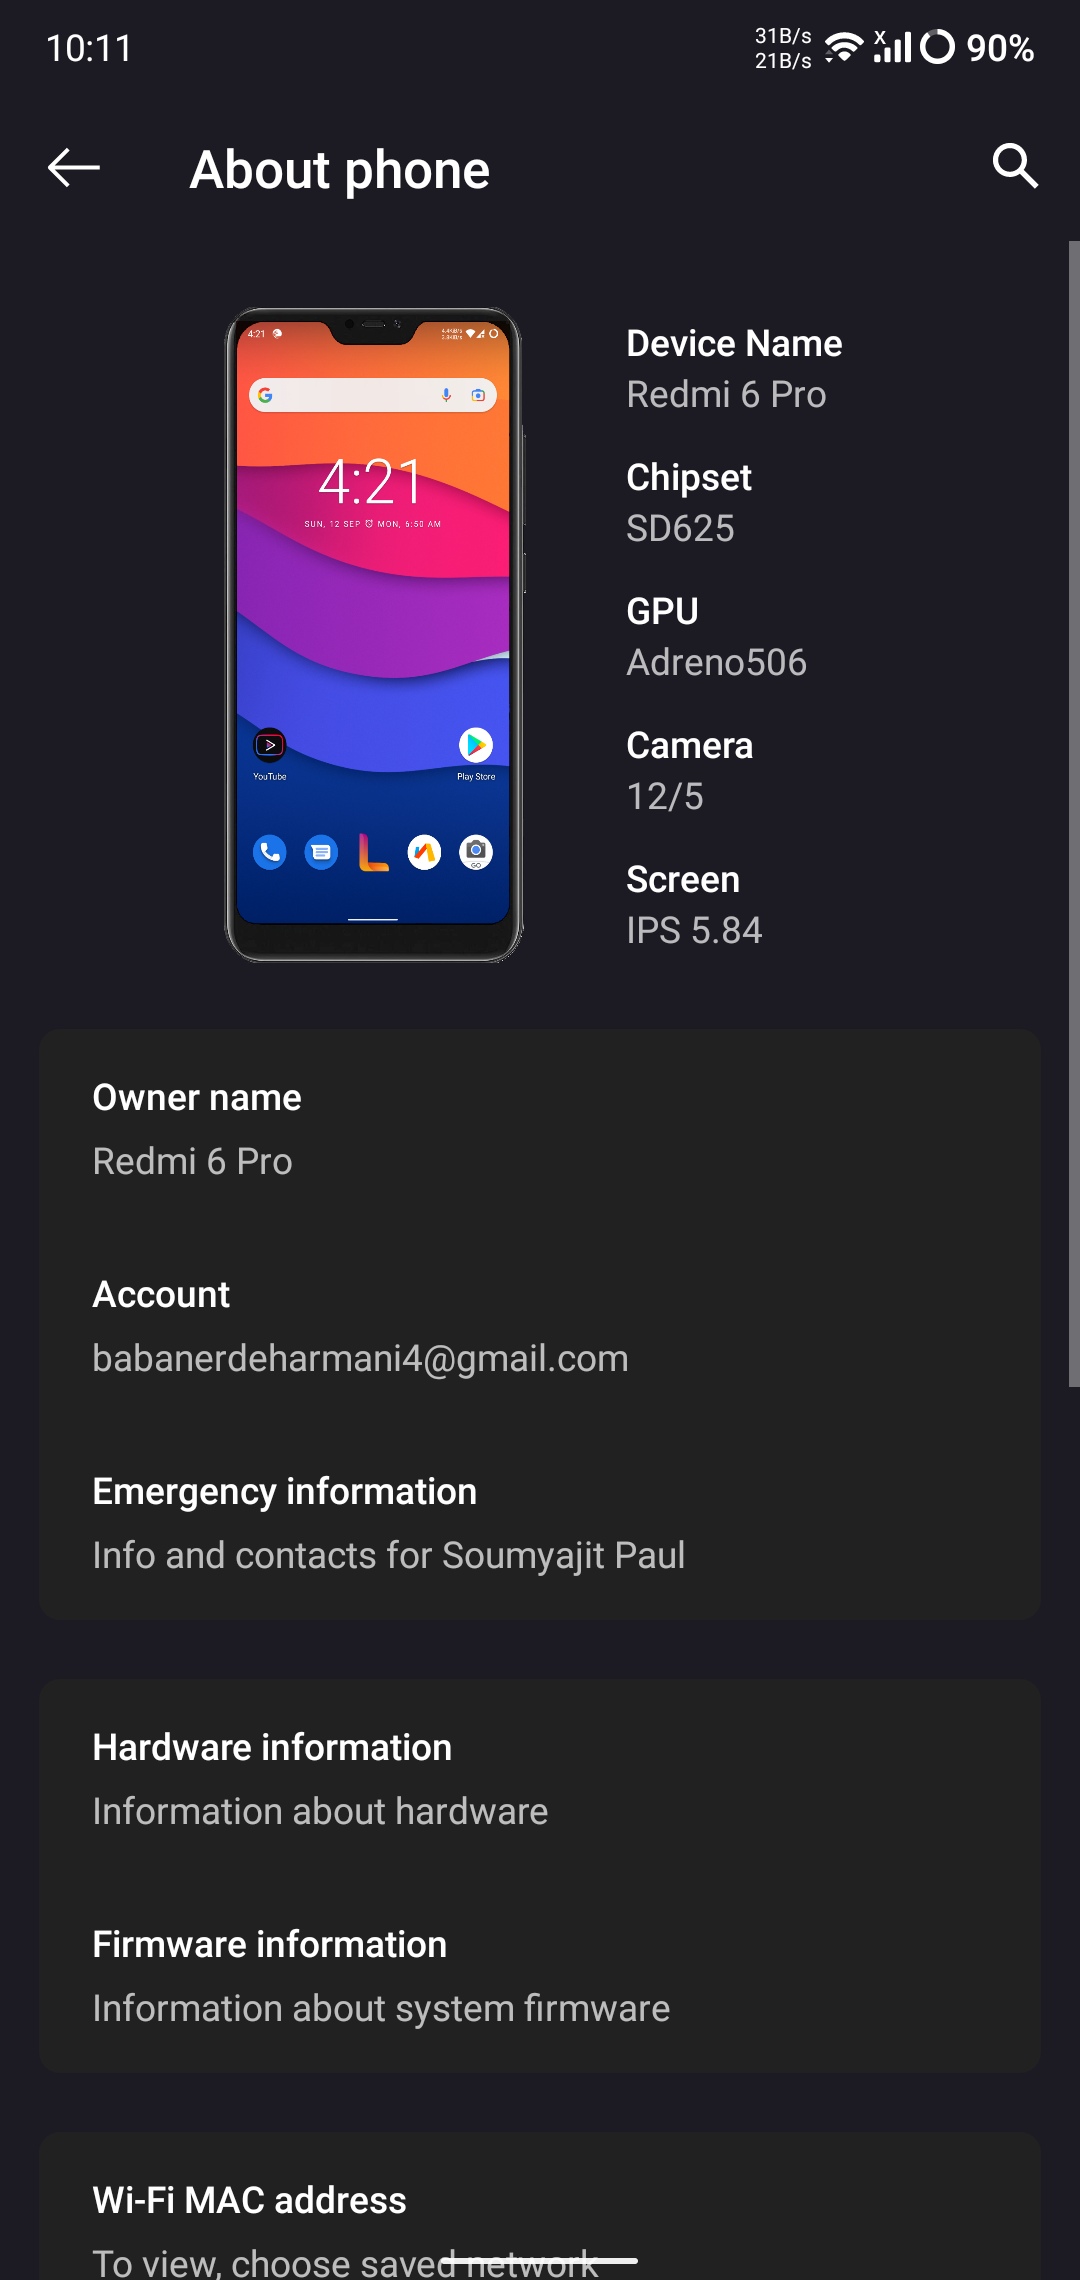 10:11
31B/s
21B/s
X
90%
About phone
4:21
4:21
SUN, 12 SEP MON, 6:50 AM
YouTube
Play Store
GO
Device Name
Redmi 6 Pro
Chipset
SD625
GPU
Adreno506
Camera
12/5
Screen
IPS 5.84
Owner name
Redmi 6 Pro
Account
babanerdeharmani4@gmail.com
Emergency information
Info and contacts for Soumyajit Paul
Hardware information
Information about hardware
Firmware information
Information about system firmware
Wi-Fi MAC address
To view, choose saved network